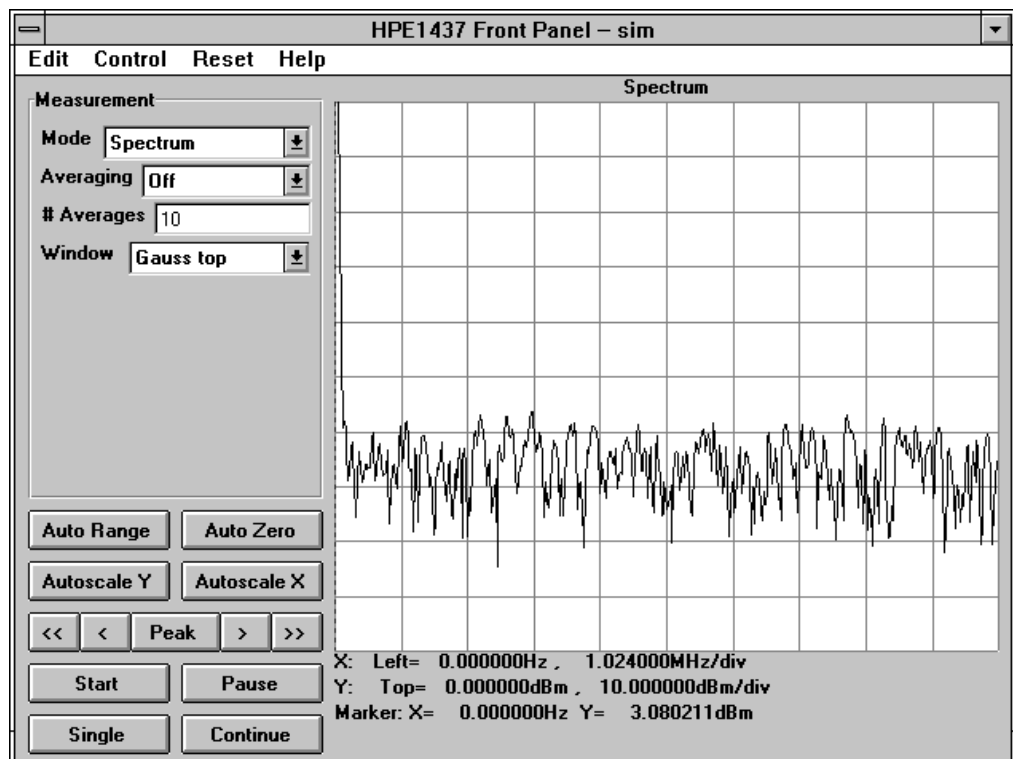 HPE1437 Front Panel – sim
Edit Control Reset Help
Measurement
Mode Spectrum
Averaging Off
# Averages 10
Window Gauss top
Auto Range Auto Zero
Autoscale Y Autoscale X
<< < Peak > >>
Start Pause
Single Continue
Spectrum
X: Left= 0.000000Hz , 1.024000MHz/div
Y: Top= 0.000000dBm , 10.000000dBm/div
Marker: X= 0.000000Hz Y= 3.080211dBm